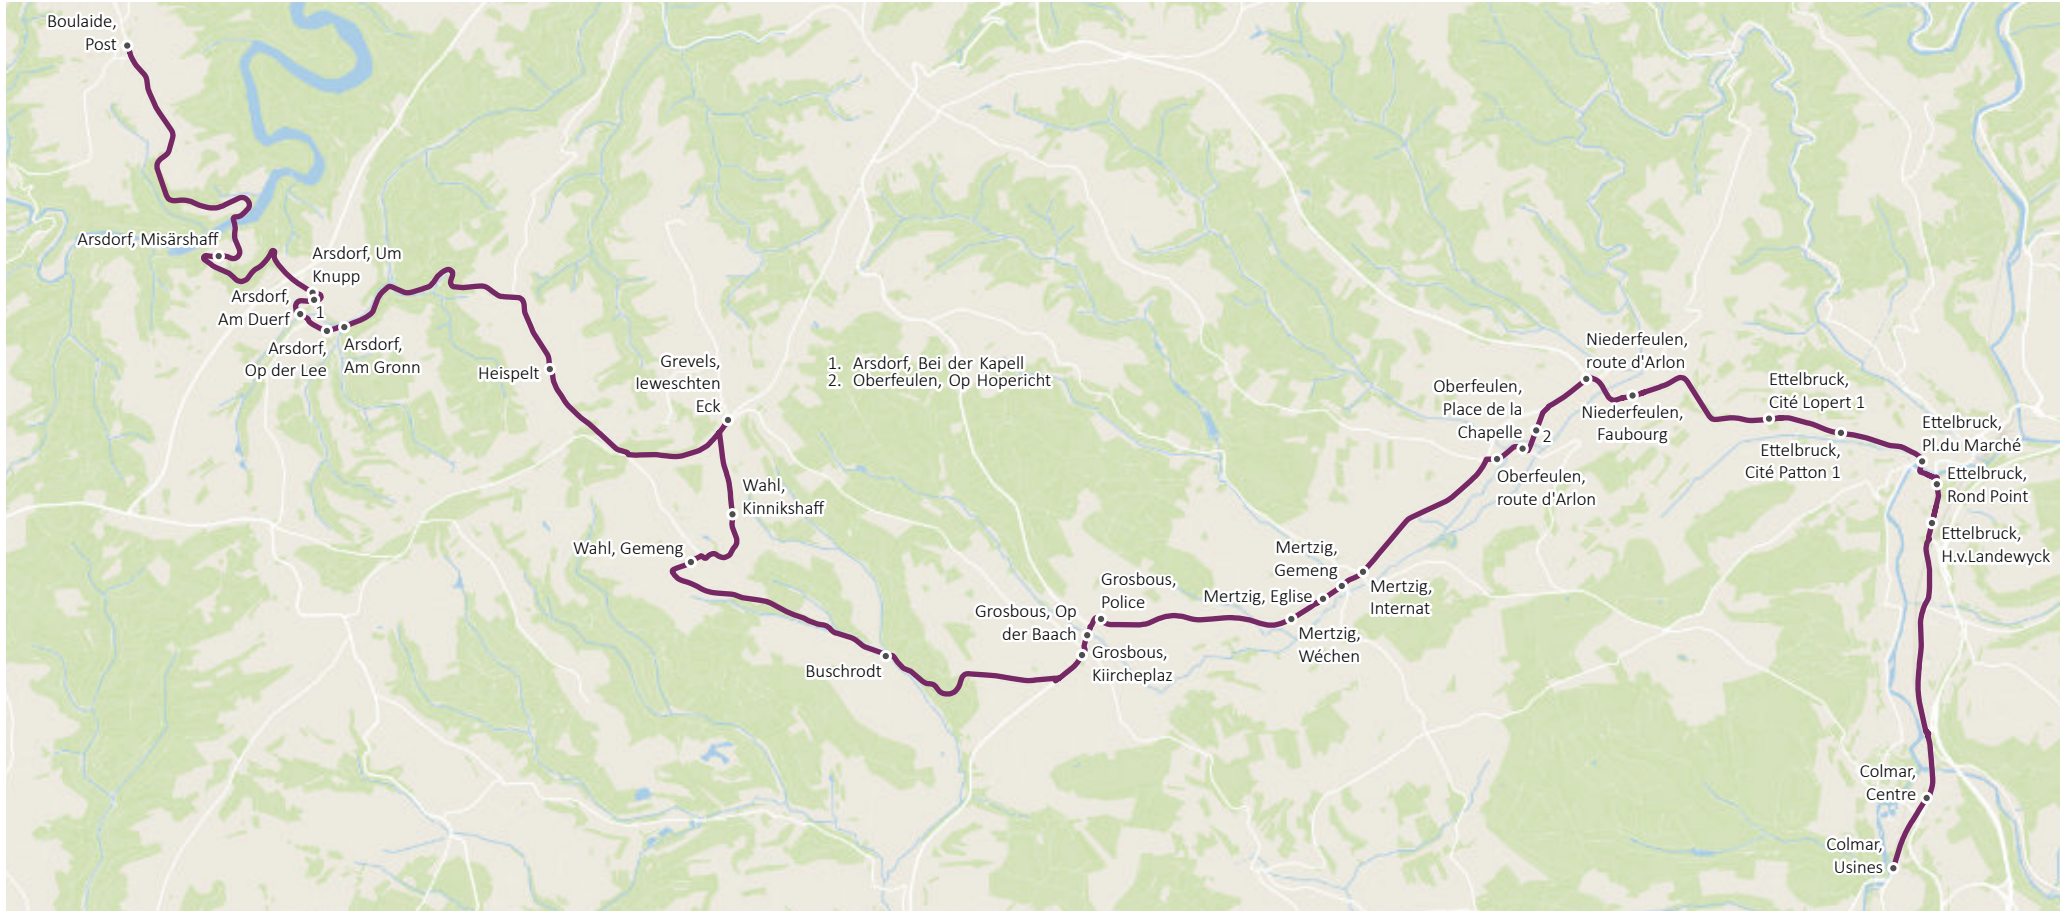 Boulaide,
Post
Arsdorf, Misärshaff
Arsdorf, Um
Knupp
Arsdorf,
Am Duerf
1
Arsdorf,
Op der Lee
Arsdorf,
Am Gronn
Heispelt
Grevels,
Ieweschten
Eck
1. Arsdorf, Bei der Kapell
2. Oberfeulen, Op Hopericht
Wahl,
Kinnikshaff
Wahl, Gemeng
Buschrodt
Grosbous, Op
der Baach
Grosbous,
Police
Grosbous,
Kiircheplaz
Mertzig, Eglise
Mertzig,
Gemeng
Mertzig,
Internat
Mertzig,
Wéchen
Oberfeulen,
Place de la
Chapelle
2
Oberfeulen,
route d'Arlon
Niederfeulen,
route d'Arlon
Niederfeulen,
Faubourg
Ettelbruck,
Cité Lopert 1
Ettelbruck,
Cité Patton 1
Ettelbruck,
Pl.du Marché
Ettelbruck,
Rond Point
Ettelbruck,
H.v.Landewyck
Colmar,
Centre
Colmar,
Usines